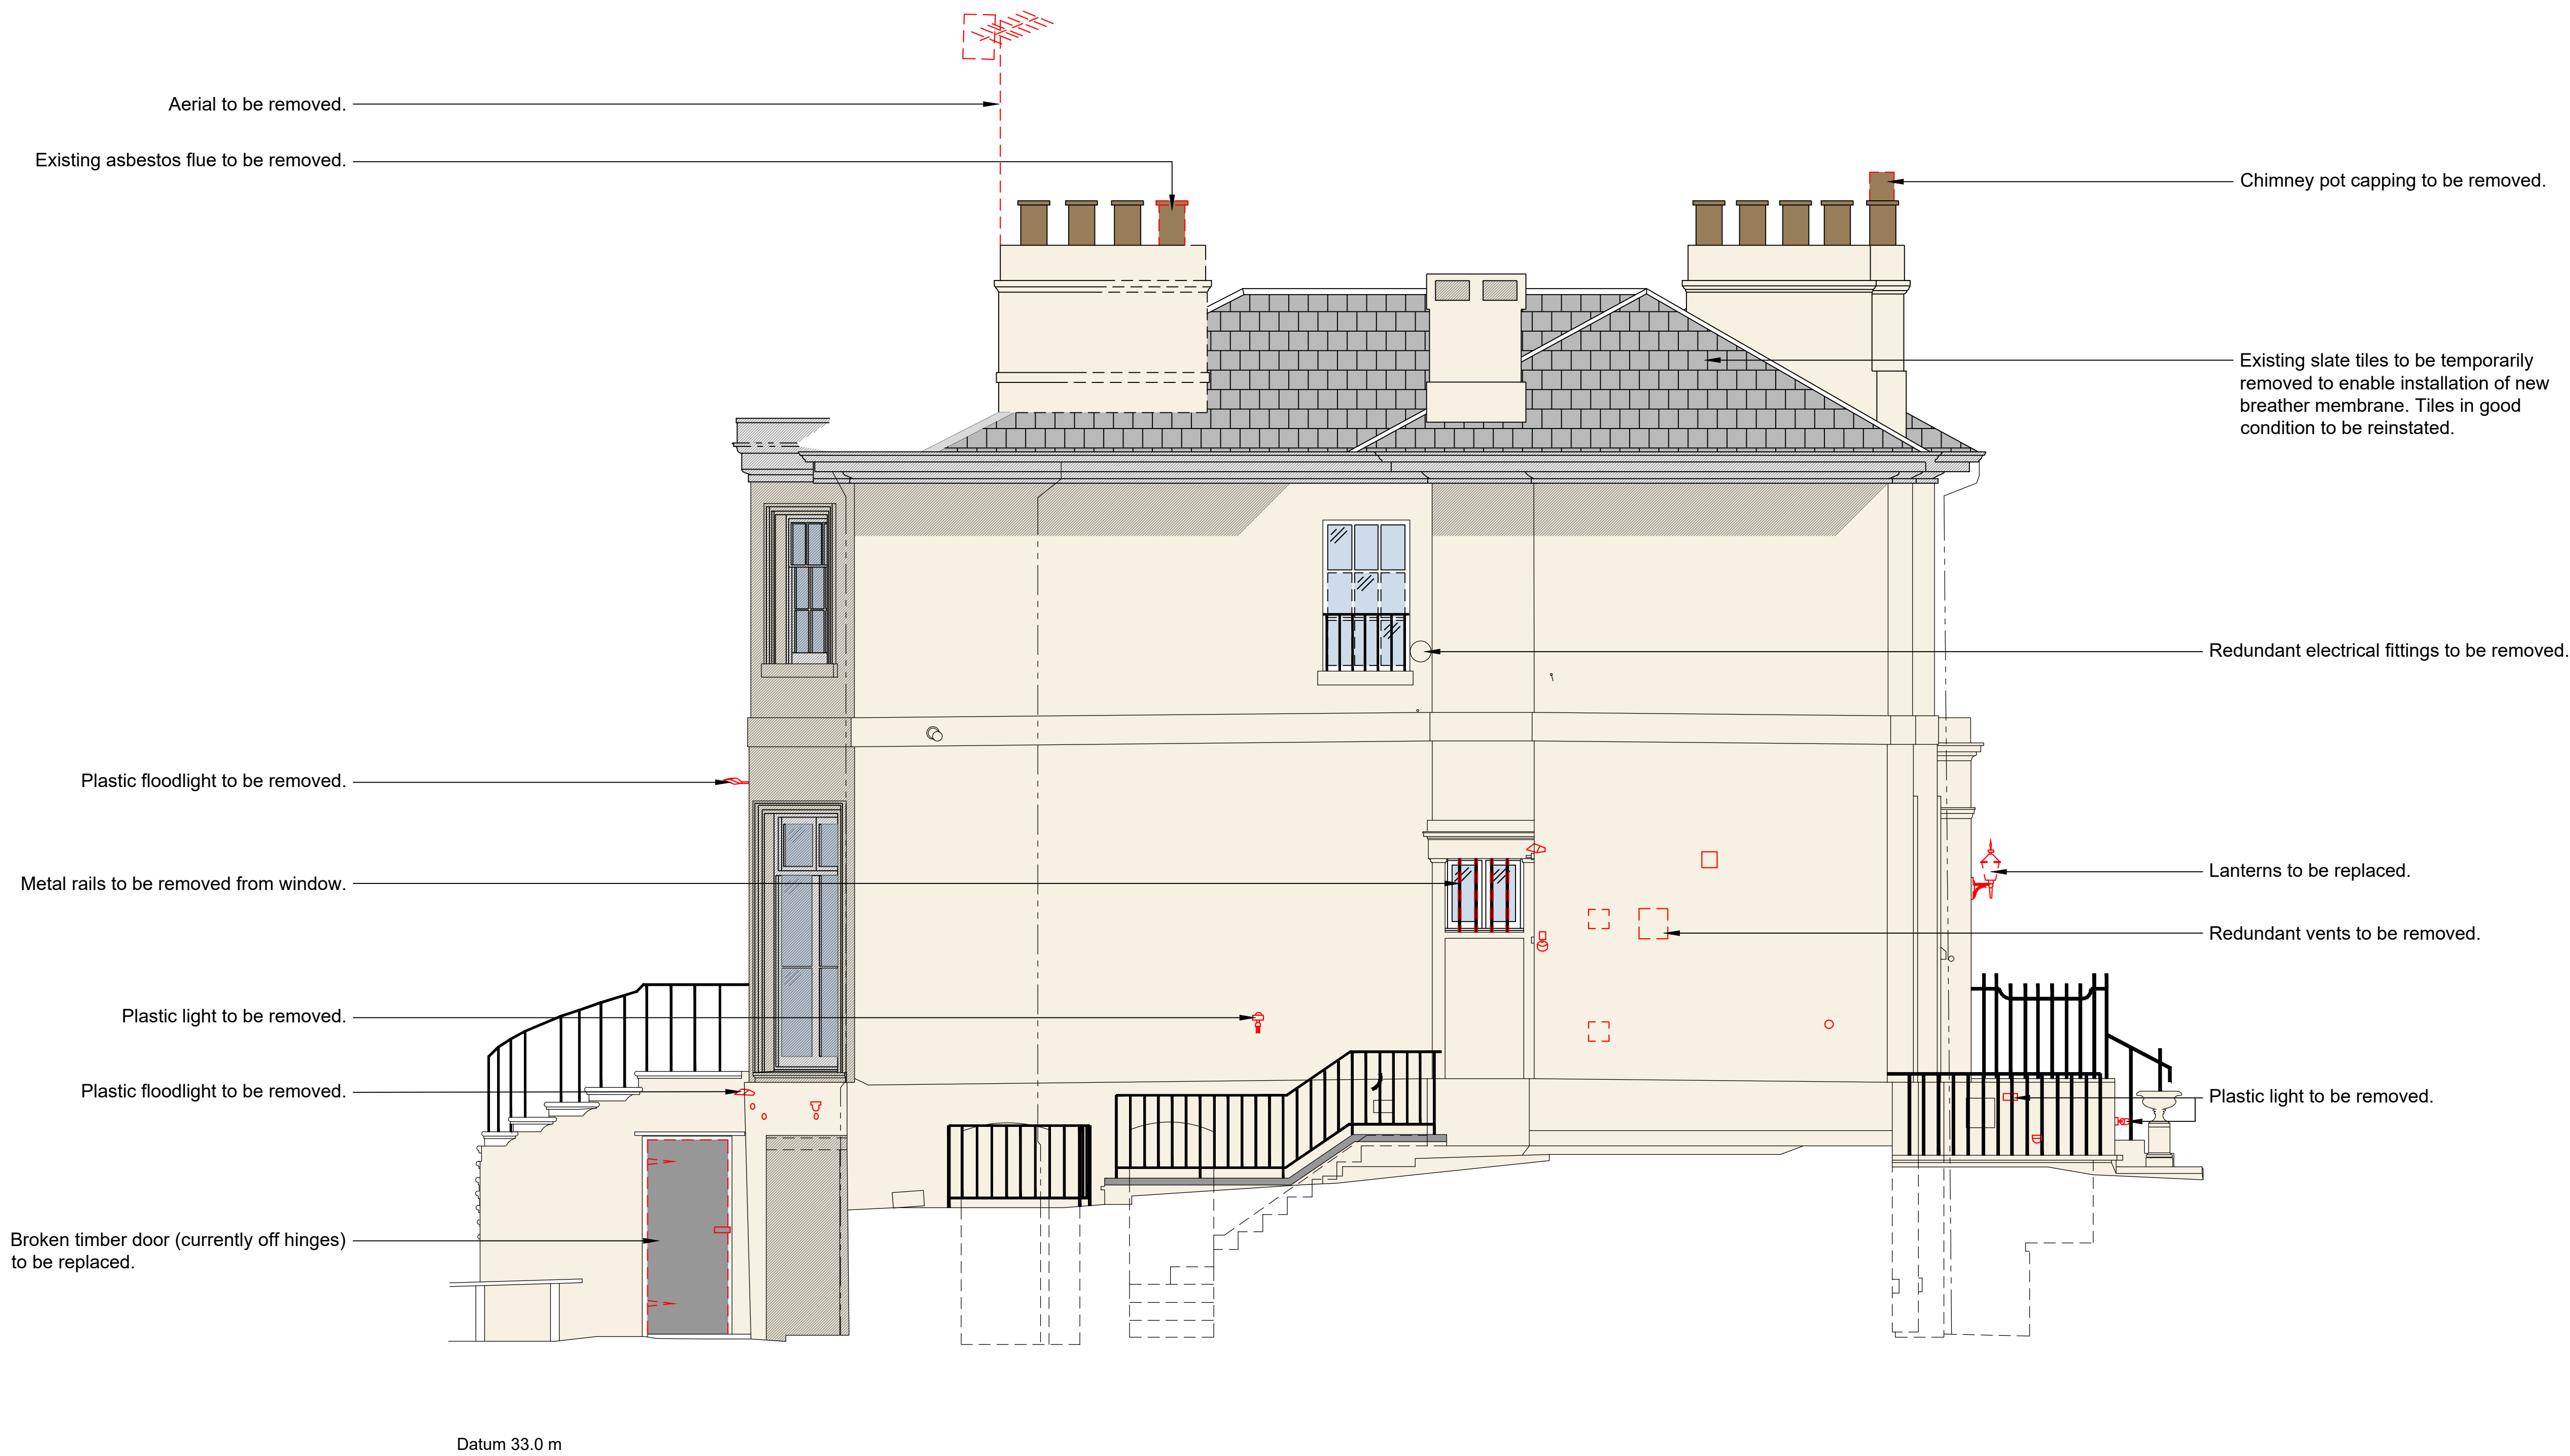 Aerial to be removed.
Existing asbestos flue to be removed.
Chimney pot capping to be removed.
Existing slate tiles to be temporarily
removed to enable installation of new
breather membrane. Tiles in good
condition to be reinstated.
Redundant electrical fittings to be removed.
Plastic floodlight to be removed.
Lanterns to be replaced.
Metal rails to be removed from window.
Redundant vents to be removed.
Plastic light to be removed.
Plastic floodlight to be removed.
Plastic light to be removed.
Broken timber door (currently off hinges)
to be replaced.
Datum 33.0 m